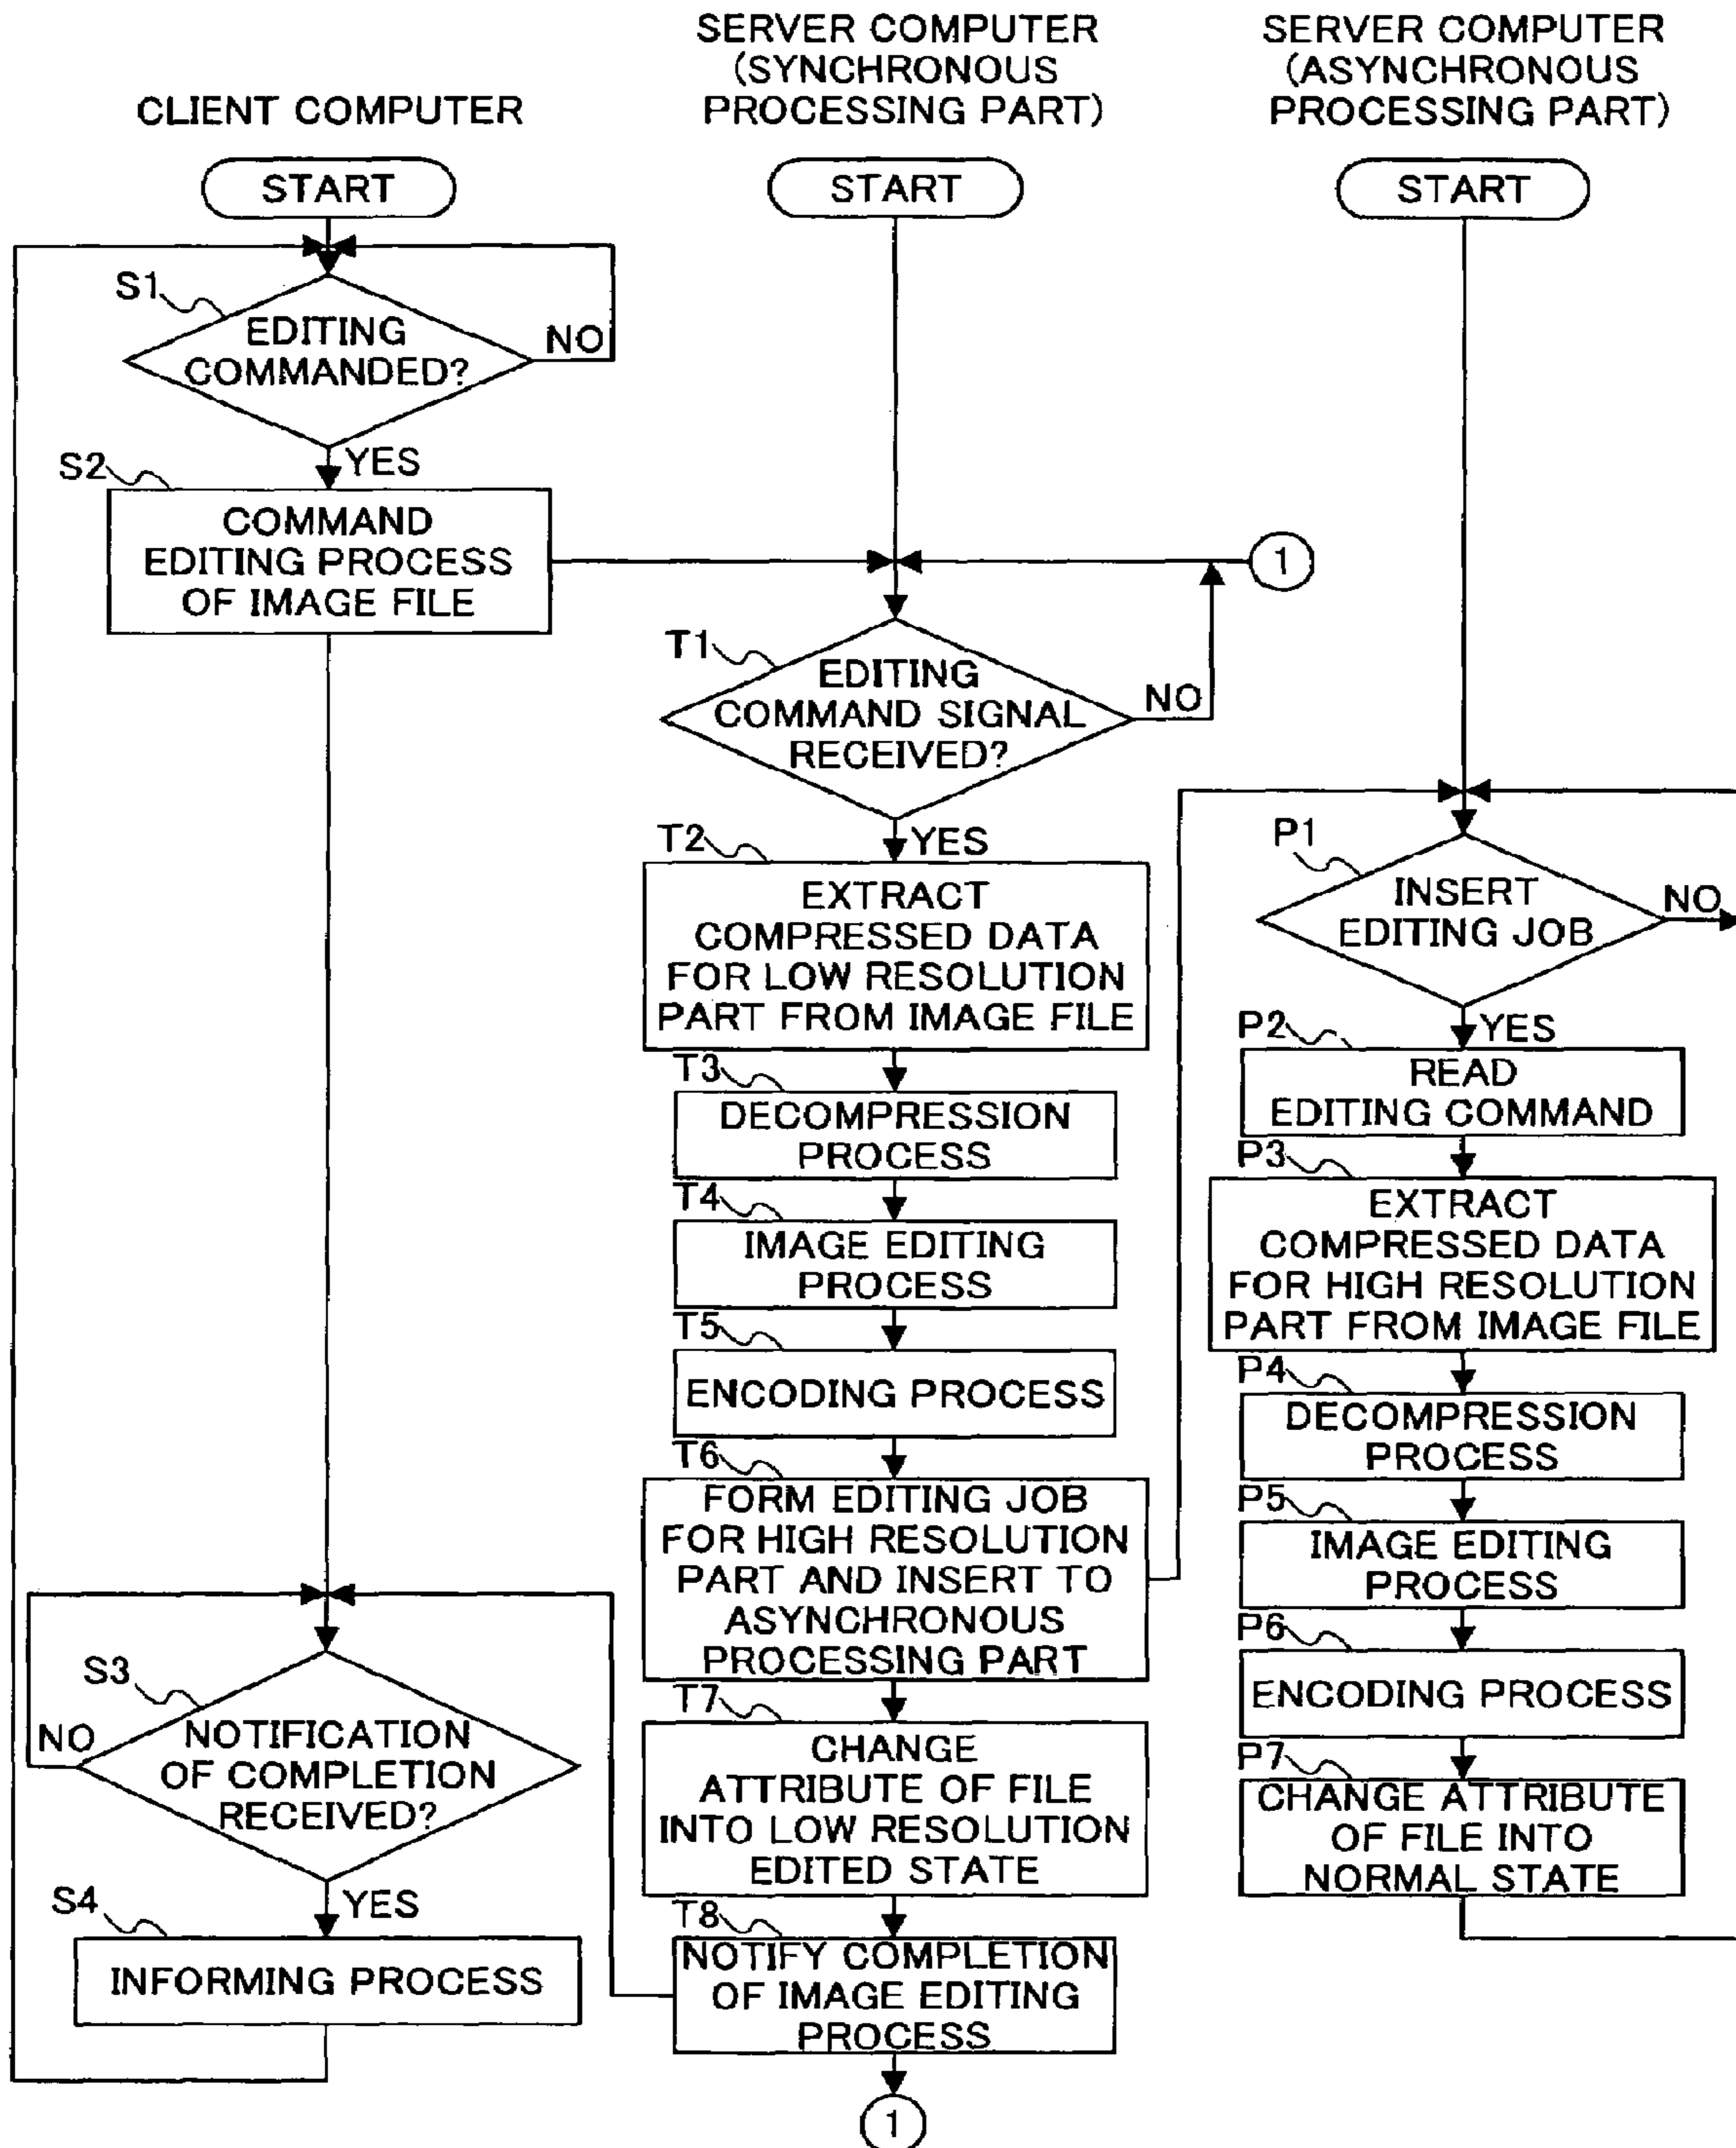 CLIENT COMPUTER
START
S1
EDITING
COMMANDED?
NO
YES
S2
COMMAND
EDITING PROCESS
OF IMAGE FILE
S3
NOTIFICATION
OF COMPLETION
RECEIVED?
NO
YES
S4
INFORMING PROCESS
SERVER COMPUTER
(SYNCHRONOUS
PROCESSING PART)
START
1
T1
EDITING
COMMAND SIGNAL
RECEIVED?
NO
YES
T2
EXTRACT
COMPRESSED DATA
FOR LOW RESOLUTION
PART FROM IMAGE FILE
T3
DECOMPRESSION
PROCESS
T4
IMAGE EDITING
PROCESS
T5
ENCODING PROCESS
T6
FORM EDITING JOB
FOR HIGH RESOLUTION
PART AND INSERT TO
ASYNCHRONOUS
PROCESSING PART
T7
CHANGE
ATTRIBUTE OF FILE
INTO LOW RESOLUTION
EDITED STATE
T8
NOTIFY COMPLETION
OF IMAGE EDITING
PROCESS
1
SERVER COMPUTER
(ASYNCHRONOUS
PROCESSING PART)
START
P1
INSERT
EDITING JOB
NO
YES
P2
READ
EDITING COMMAND
P3
EXTRACT
COMPRESSED DATA
FOR HIGH RESOLUTION
PART FROM IMAGE FILE
P4
DECOMPRESSION
PROCESS
P5
IMAGE EDITING
PROCESS
P6
ENCODING PROCESS
P7
CHANGE ATTRIBUTE
OF FILE INTO
NORMAL STATE